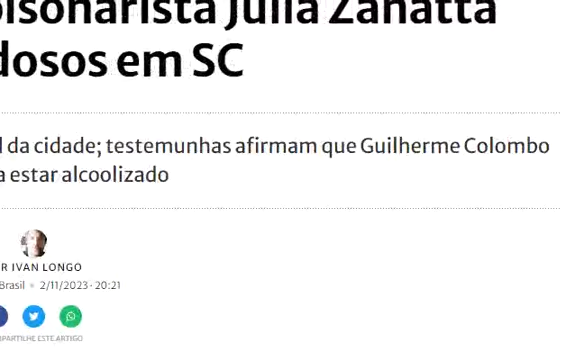 bolsonarista Júlia Zanatta
dosos em SC
l da cidade; testemunhas afirmam que Guilherme Colombo
a estar alcoolizado
R IVAN LONGO
Brasil • 2/11/2023 · 20:21
MPARTILHE ESTE ARTIGO